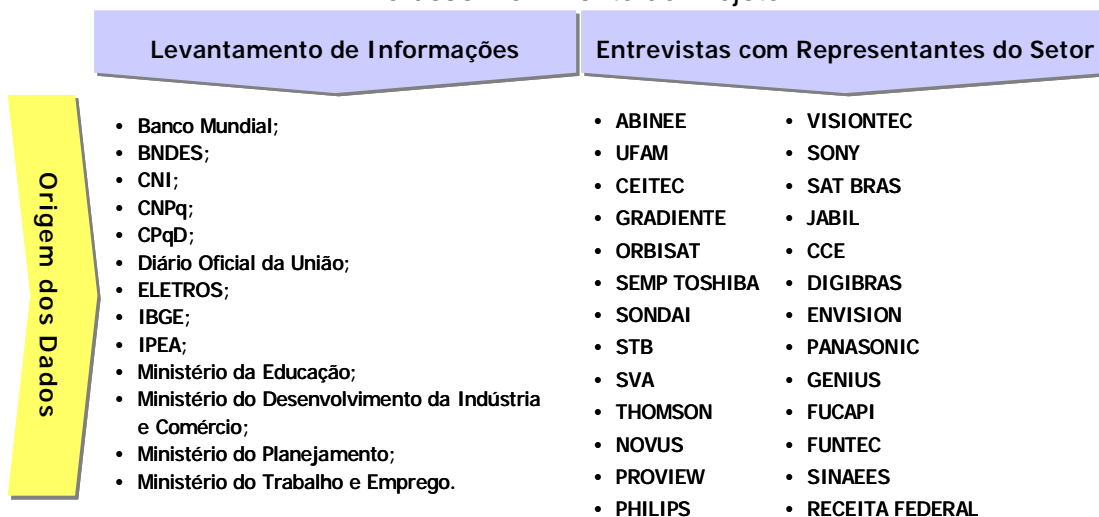 Levantamento de Informações
Entrevistas com Representantes do Setor
Origem dos Dados
• Banco Mundial;
• BNDES;
• CNI;
• CNPq;
• CPqD;
• Diário Oficial da União;
• ELETROS;
• IBGE;
• IPEA;
• Ministério da Educação;
• Ministério do Desenvolvimento da Indústria
e Comércio;
• Ministério do Planejamento;
• Ministério do Trabalho e Emprego.
• ABINEE
• UFAM
• CEITEC
• GRADIENTE
• ORBISAT
• SEMP TOSHIBA
• SONDAI
• STB
• SVA
• THOMSON
• NOVUS
• PROVIEW
• PHILIPS
• VISIONTEC
• SONY
• SAT BRAS
• JABIL
• CCE
• DIGIBRAS
• ENVISION
• PANASONIC
• GENIUS
• FUCAPI
• FUNTEC
• SINAEES
• RECEITA FEDERAL